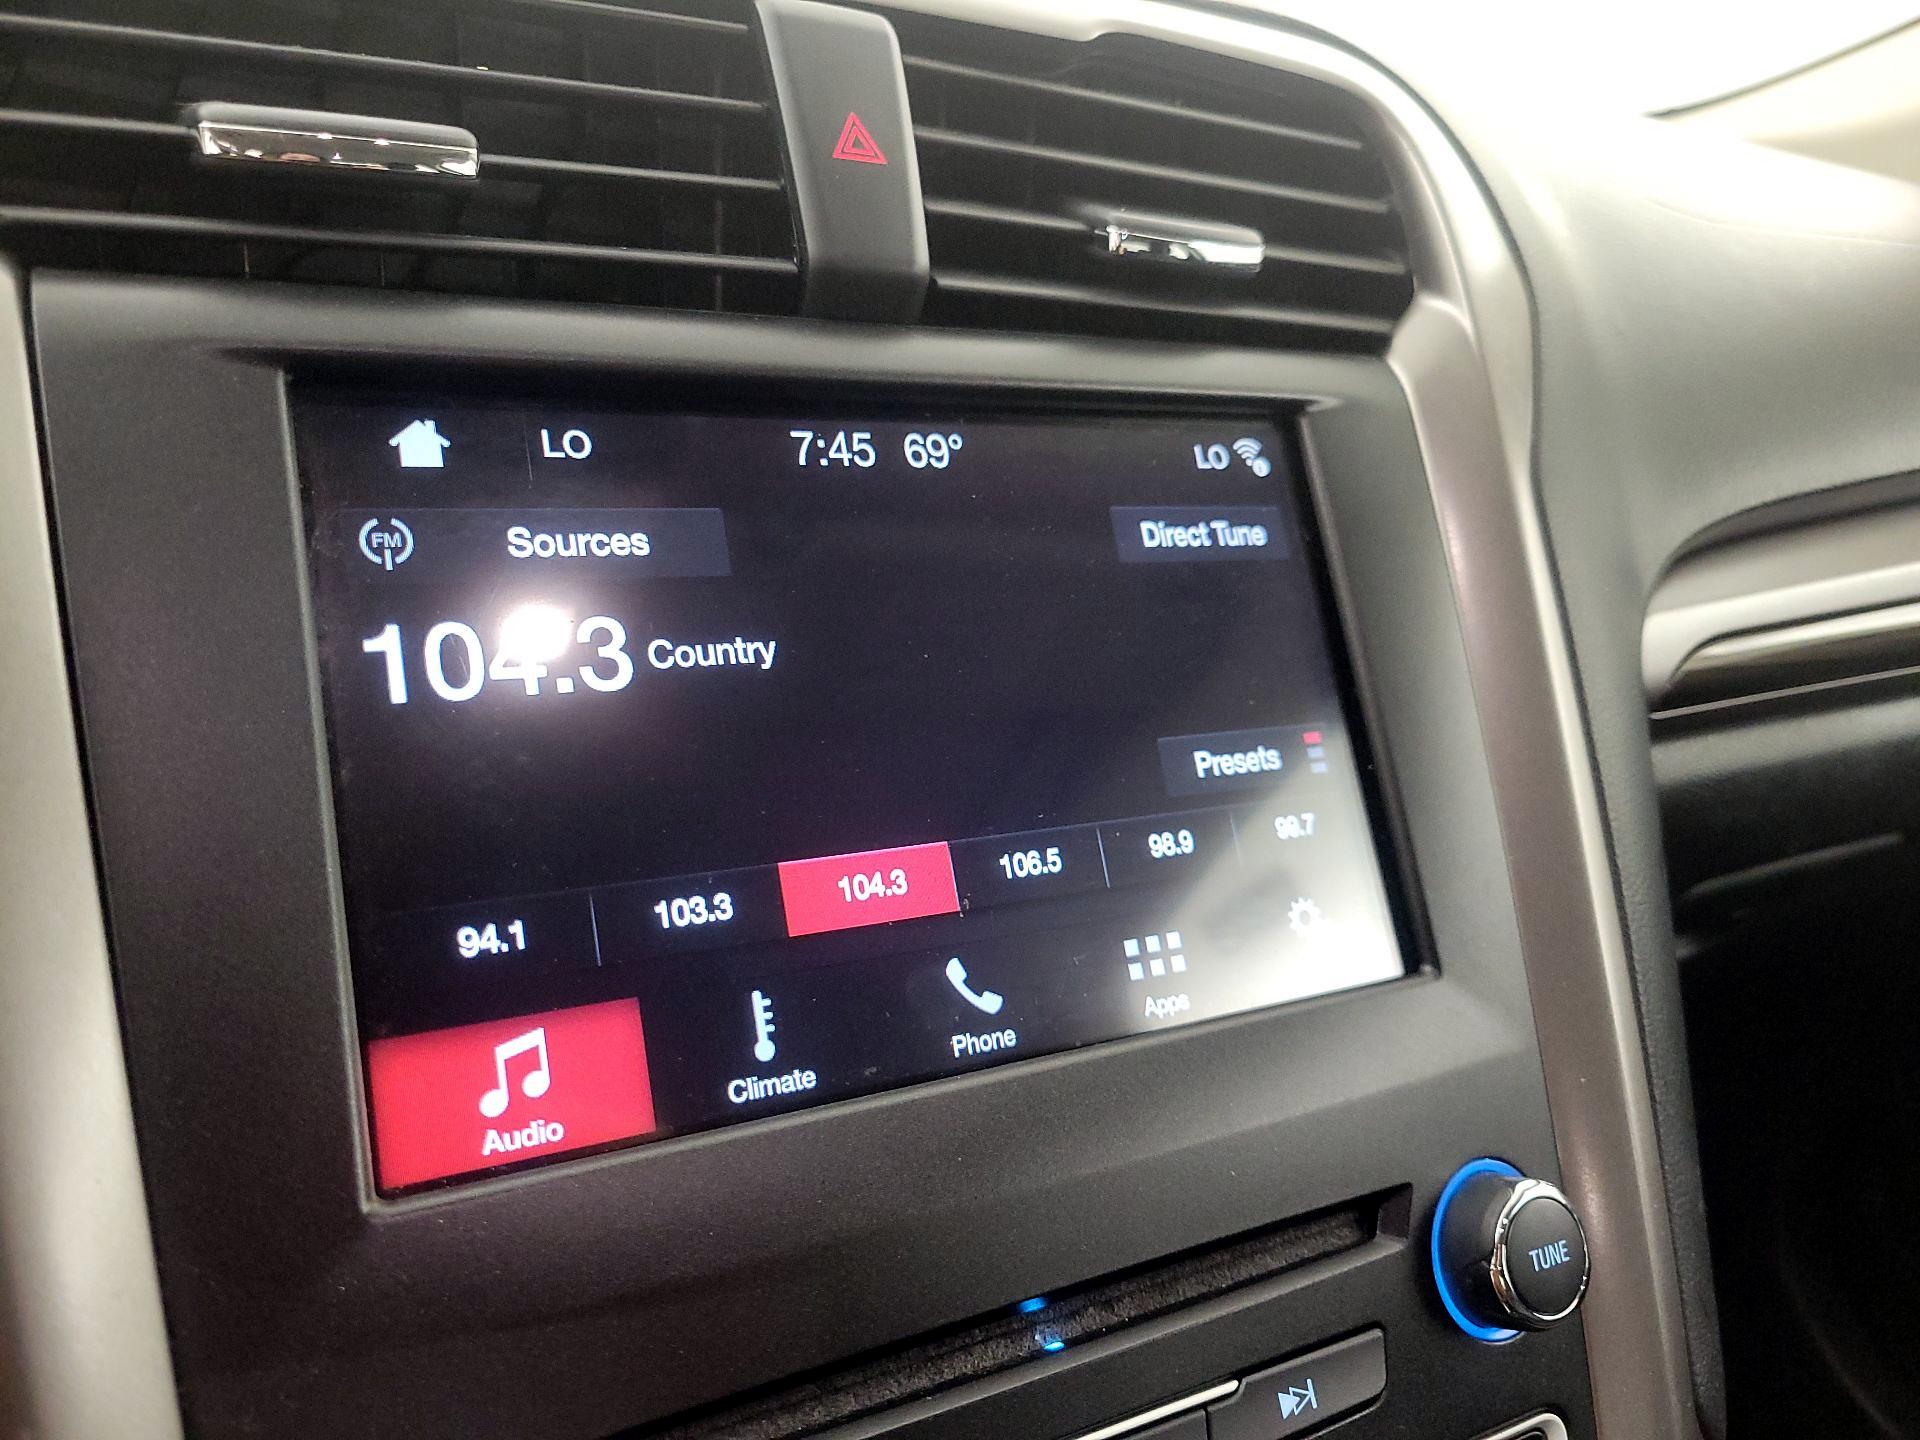 LO 7:45 69° LO
FM Sources Direct Tune
104.3 Country
Presets
94.1 103.3 104.3 106.5 98.9 99.7
Audio Climate Phone Apps
TUNE